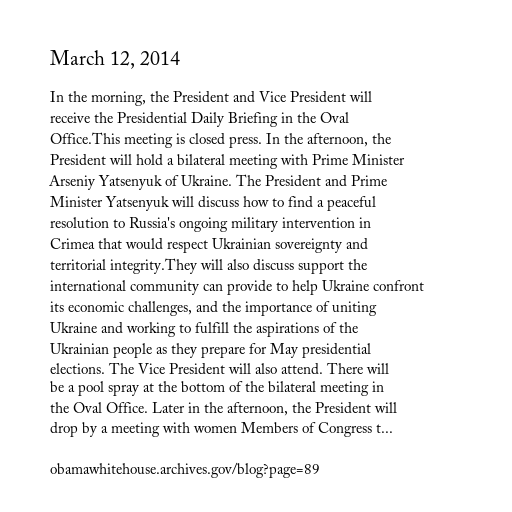 March 12, 2014
In the morning, the President and Vice President will
receive the Presidential Daily Briefing in the Oval
Office.This meeting is closed press. In the afternoon, the
President will hold a bilateral meeting with Prime Minister
Arseniy Yatsenyuk of Ukraine. The President and Prime
Minister Yatsenyuk will discuss how to find a peaceful
resolution to Russia's ongoing military intervention in
Crimea that would respect Ukrainian sovereignty and
territorial integrity.They will also discuss support the
international community can provide to help Ukraine confront
its economic challenges, and the importance of uniting
Ukraine and working to fulfill the aspirations of the
Ukrainian people as they prepare for May presidential
elections. The Vice President will also attend. There will
be a pool spray at the bottom of the bilateral meeting in
the Oval Office. Later in the afternoon, the President will
drop by a meeting with women Members of Congress t...
obamawhitehouse.archives.gov/blog?page=89